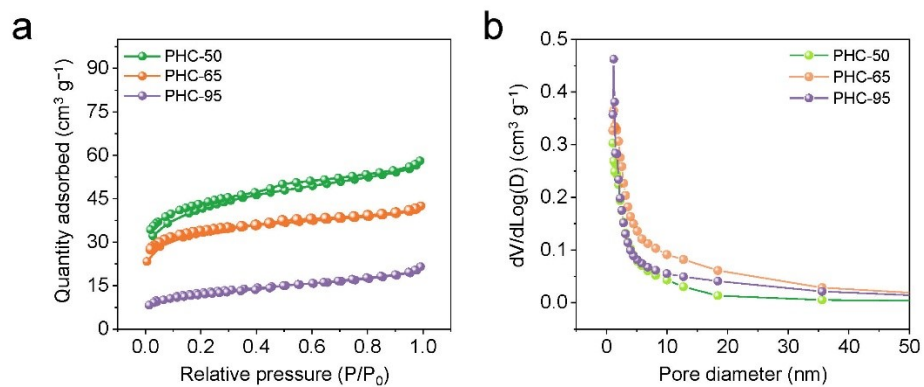 a
PHC-50
PHC-65
PHC-95
Quantity adsorbed (cm³ g⁻¹)
90
75
60
45
30
15
0
0.0 0.2 0.4 0.6 0.8 1.0
Relative pressure (P/P₀)
b
PHC-50
PHC-65
PHC-95
dV/dLog(D) (cm³ g⁻¹)
0.5
0.4
0.3
0.2
0.1
0.0
0 10 20 30 40 50
Pore diameter (nm)